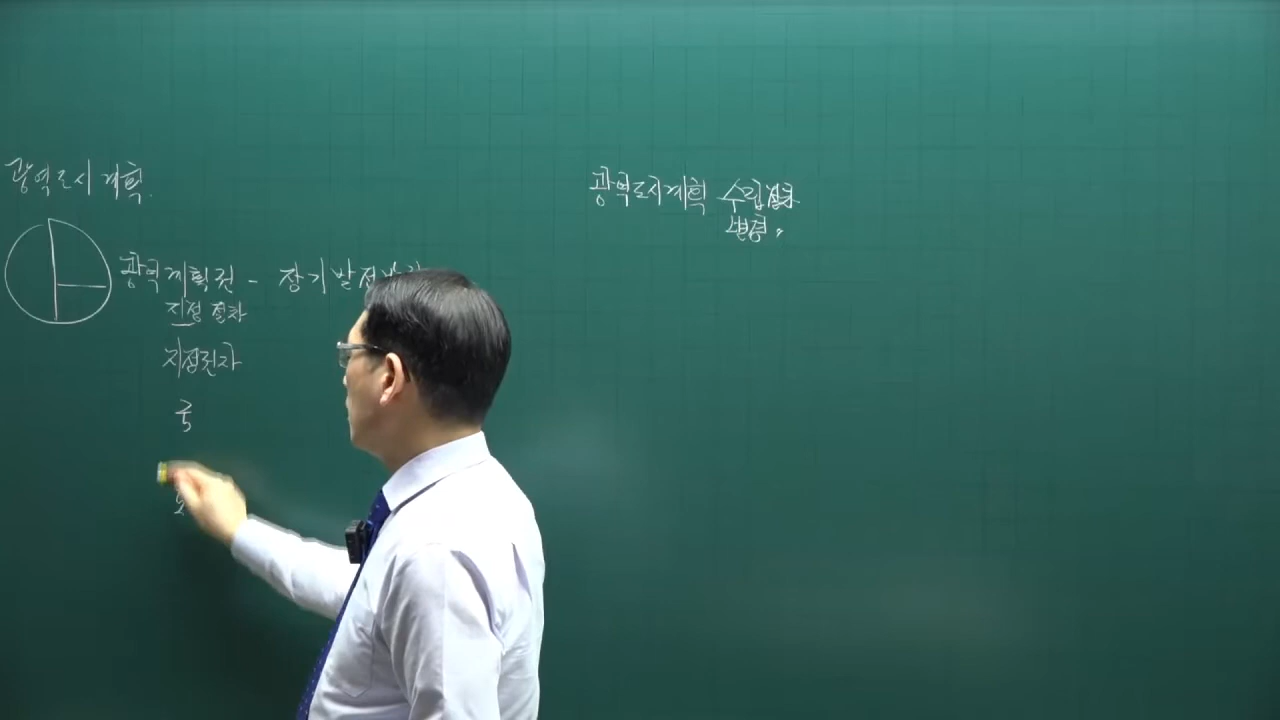 광역도시계획.
광역계획권 - 장기발전방향
지정절차
지정권자
국
광역도시계획 수립절차
변경 〃